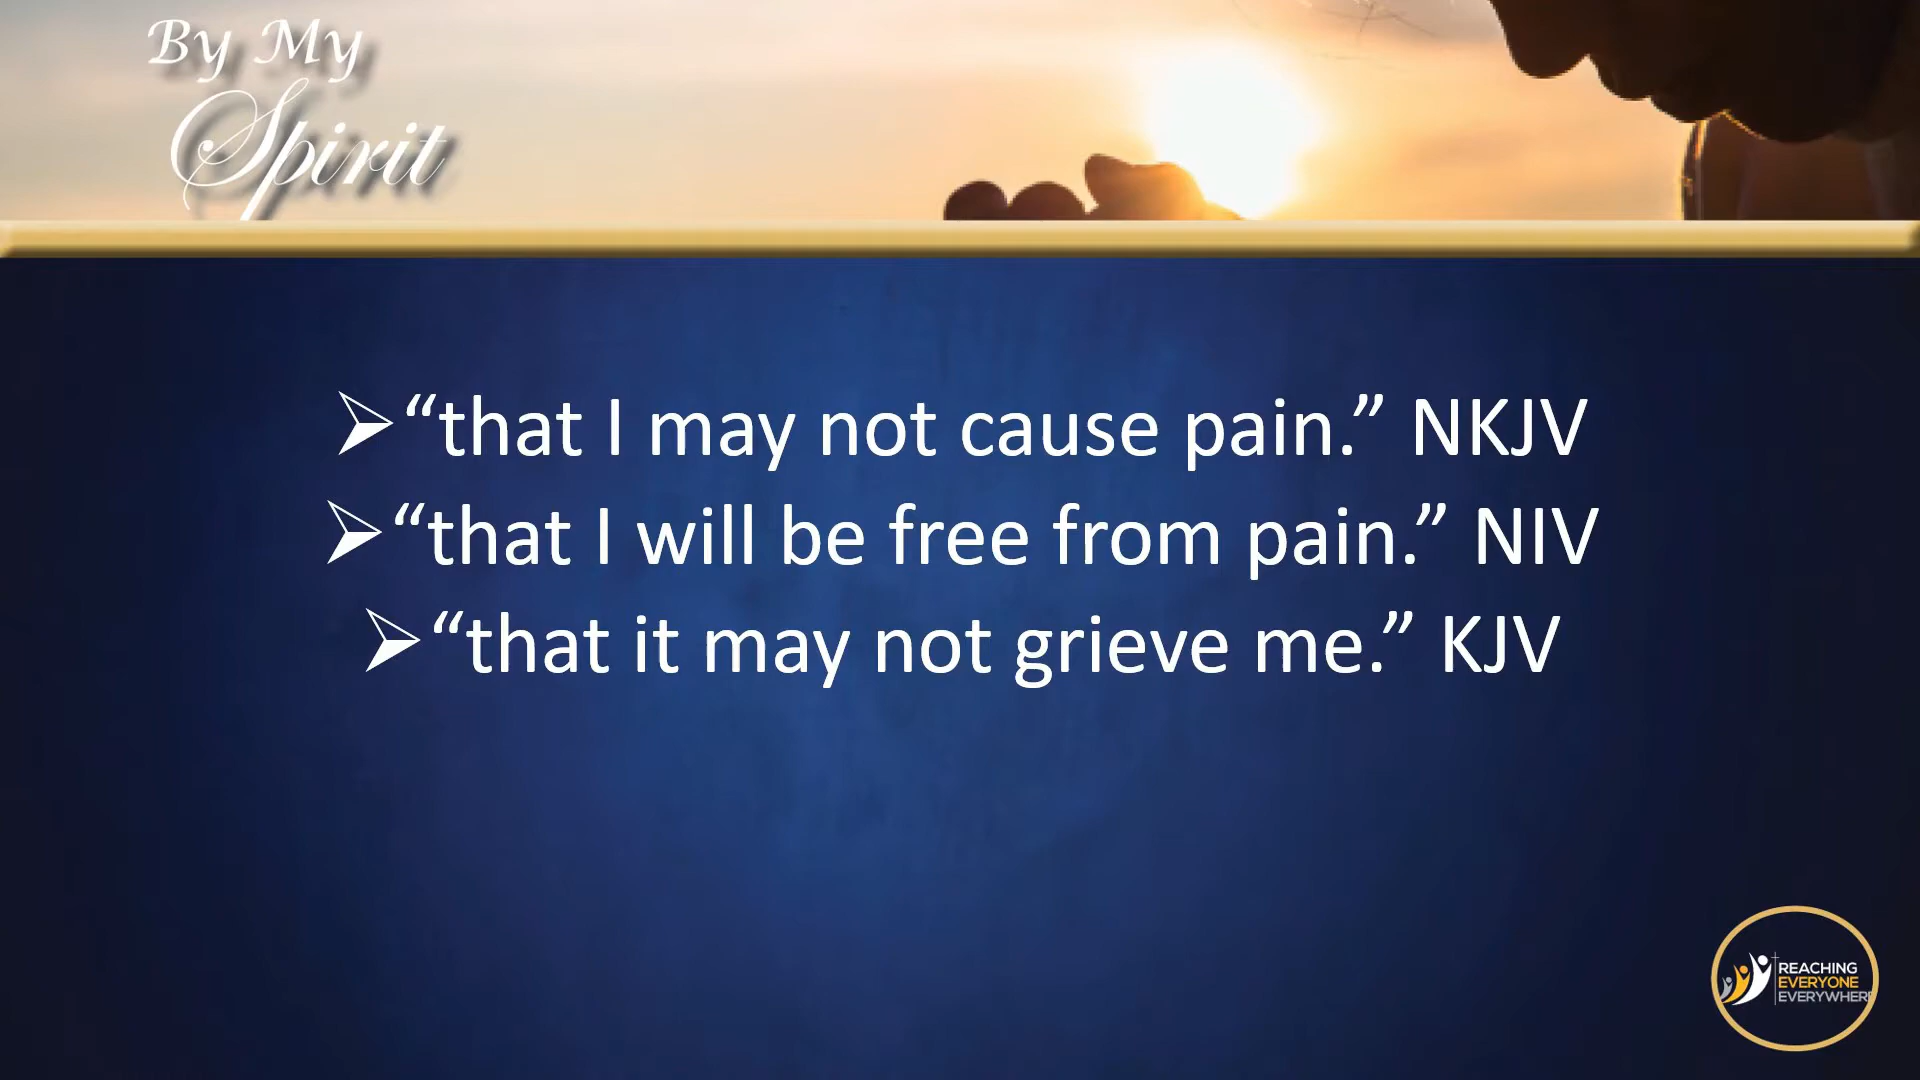 By My
Spirit
➢“that I may not cause pain.” NKJV
➢“that I will be free from pain.” NIV
➢“that it may not grieve me.” KJV
REACHING
EVERYONE
EVERYWHERE